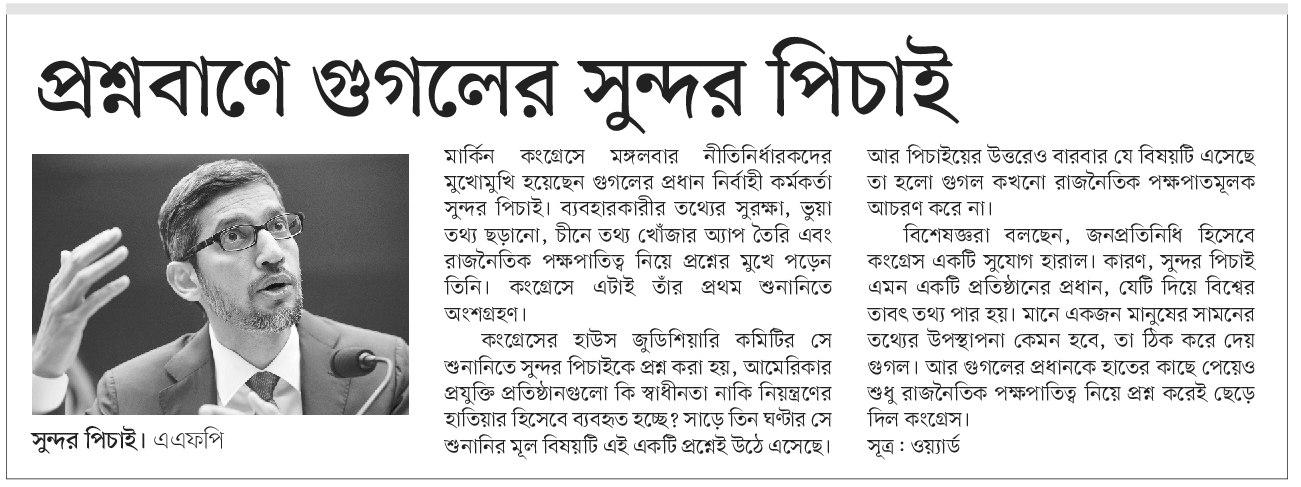 প্রশ্নবাণে গুগলের সুন্দর পিচাই
সুন্দর পিচাই। এএফপি
মার্কিন কংগ্রেসে মঙ্গলবার নীতিনির্ধারকদের
মুখোমুখি হয়েছেন গুগলের প্রধান নির্বাহী কর্মকর্তা
সুন্দর পিচাই। ব্যবহারকারীর তথ্যের সুরক্ষা, ভুয়া
তথ্য ছড়ানো, চীনে তথ্য খোঁজার অ্যাপ তৈরি এবং
রাজনৈতিক পক্ষপাতিত্ব নিয়ে প্রশ্নের মুখে পড়েন
তিনি। কংগ্রেসে এটাই তাঁর প্রথম শুনানিতে
অংশগ্রহণ।
কংগ্রেসের হাউস জুডিশিয়ারি কমিটির সে
শুনানিতে সুন্দর পিচাইকে প্রশ্ন করা হয়, আমেরিকার
প্রযুক্তি প্রতিষ্ঠানগুলো কি স্বাধীনতা নাকি নিয়ন্ত্রণের
হাতিয়ার হিসেবে ব্যবহৃত হচ্ছে? সাড়ে তিন ঘণ্টার সে
শুনানির মূল বিষয়টি এই একটি প্রশ্নেই উঠে এসেছে।
আর পিচাইয়ের উত্তরেও বারবার যে বিষয়টি এসেছে
তা হলো গুগল কখনো রাজনৈতিক পক্ষপাতমূলক
আচরণ করে না।
বিশেষজ্ঞরা বলছেন, জনপ্রতিনিধি হিসেবে
কংগ্রেস একটি সুযোগ হারাল। কারণ, সুন্দর পিচাই
এমন একটি প্রতিষ্ঠানের প্রধান, যেটি দিয়ে বিশ্বের
তাবৎ তথ্য পার হয়। মানে একজন মানুষের সামনের
তথ্যের উপস্থাপনা কেমন হবে, তা ঠিক করে দেয়
গুগল। আর গুগলের প্রধানকে হাতের কাছে পেয়েও
শুধু রাজনৈতিক পক্ষপাতিত্ব নিয়ে প্রশ্ন করেই ছেড়ে
দিল কংগ্রেস।
সূত্র : ওয়্যার্ড